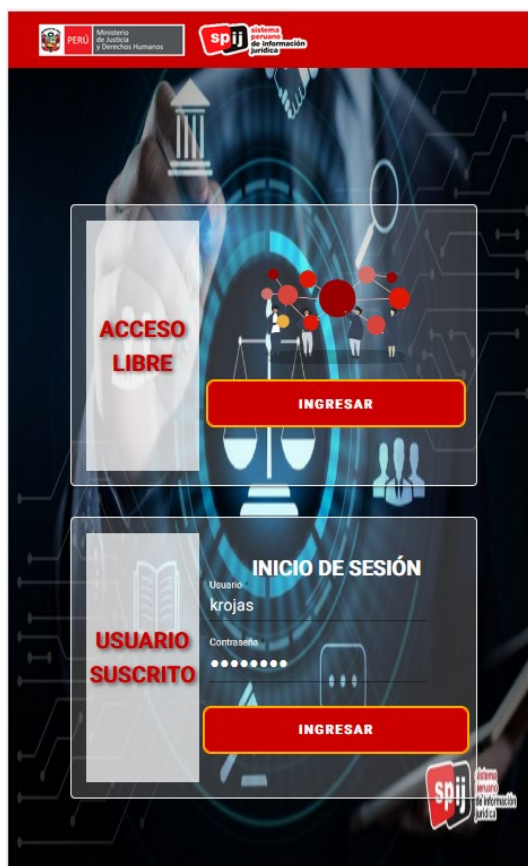 PERÚ
Ministerio
de Justicia
y Derechos Humanos
spij
sistema
peruano
de información
jurídica
ACCESO
LIBRE
INGRESAR
INICIO DE SESIÓN
Usuario
krojas
Contraseña
••••••••
USUARIO
SUSCRITO
INGRESAR
spij
sistema
peruano
de información
jurídica